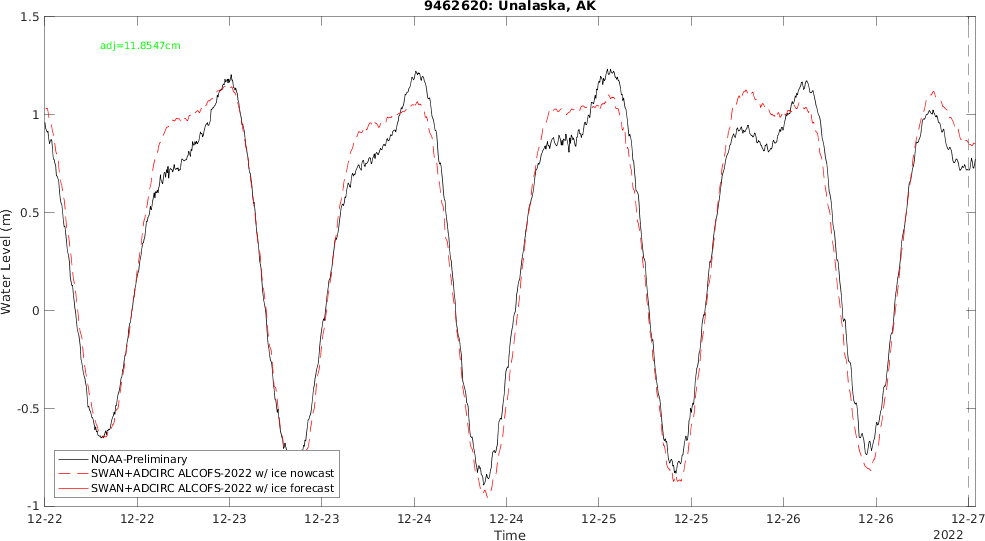 9462620: Unalaska, AK
adj=11.8547cm
1.5
1
0.5
0
-0.5
-1
Water Level (m)
NOAA-Preliminary
SWAN+ADCIRC ALCOFS-2022 w/ ice nowcast
SWAN+ADCIRC ALCOFS-2022 w/ ice forecast
12-22 12-22 12-23 12-23 12-24 12-24 12-25 12-25 12-26 12-26 12-27
Time
2022